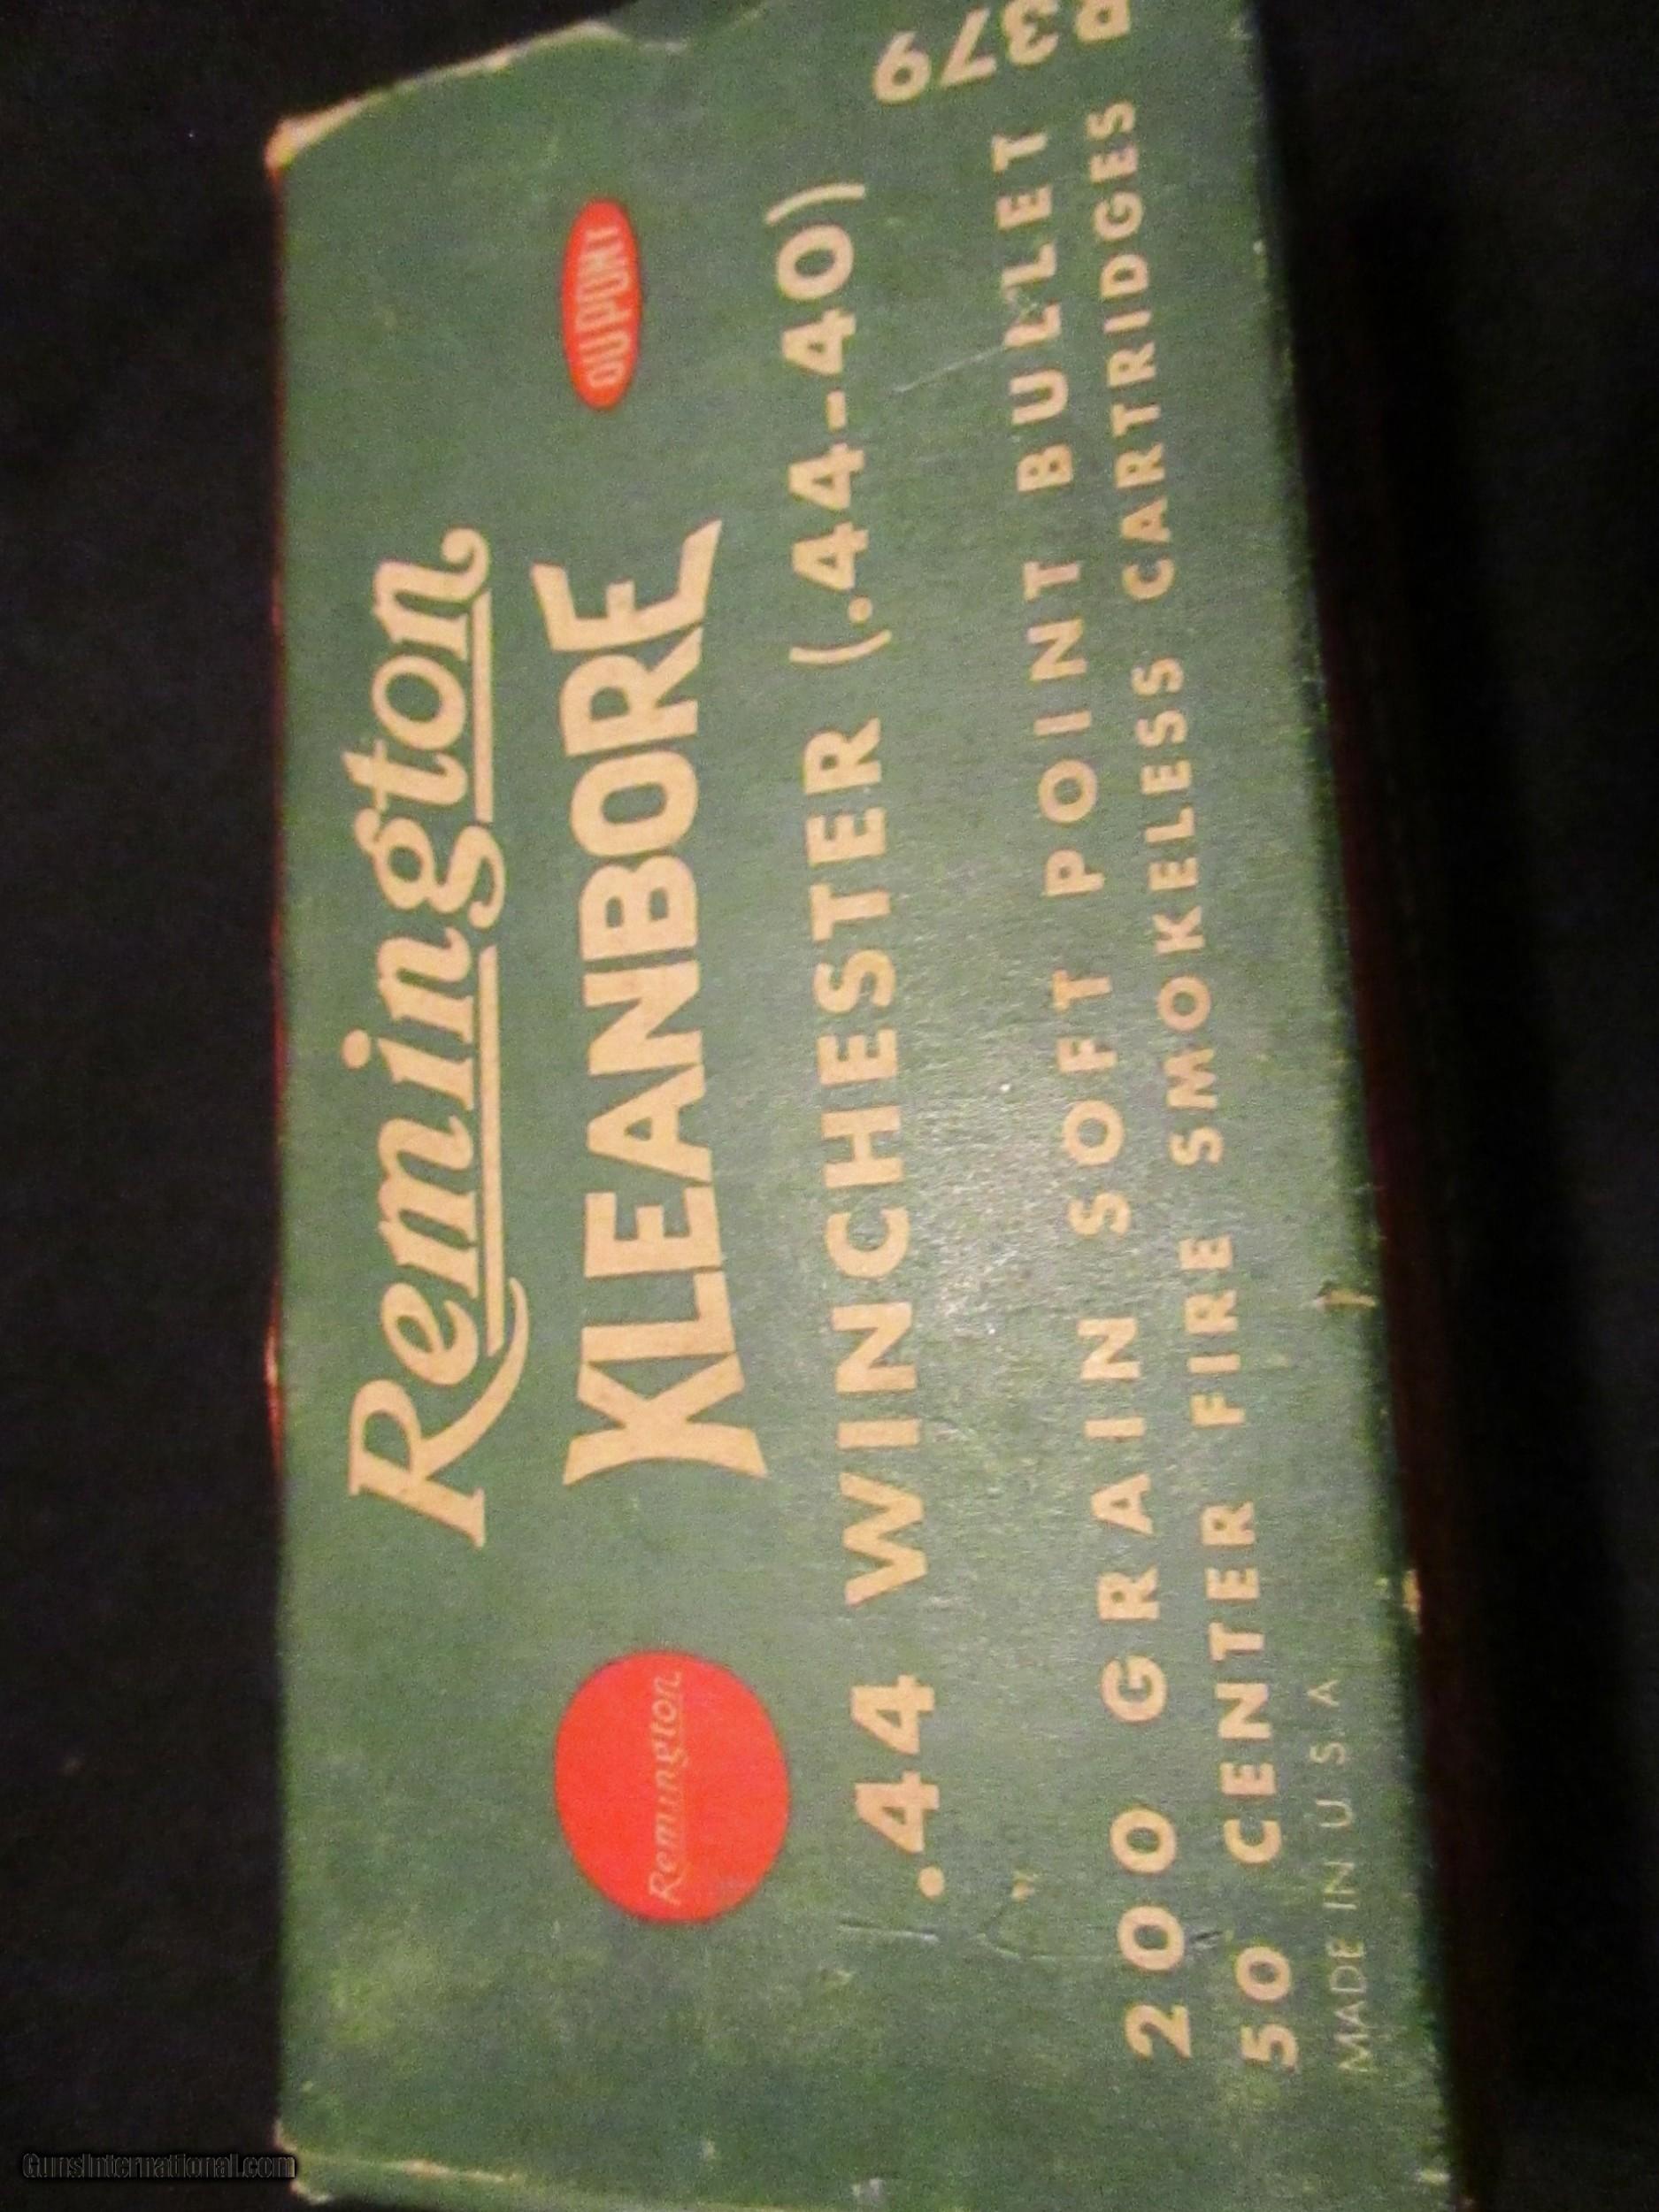 Remington
DUPONT
KLEANBORE
Remington
.44 WINCHESTER (.44-40)
R379
200 GRAIN SOFT POINT BULLET
50 CENTER FIRE SMOKELESS CARTRIDGES
MADE IN U.S.A.
GunsInternational.com